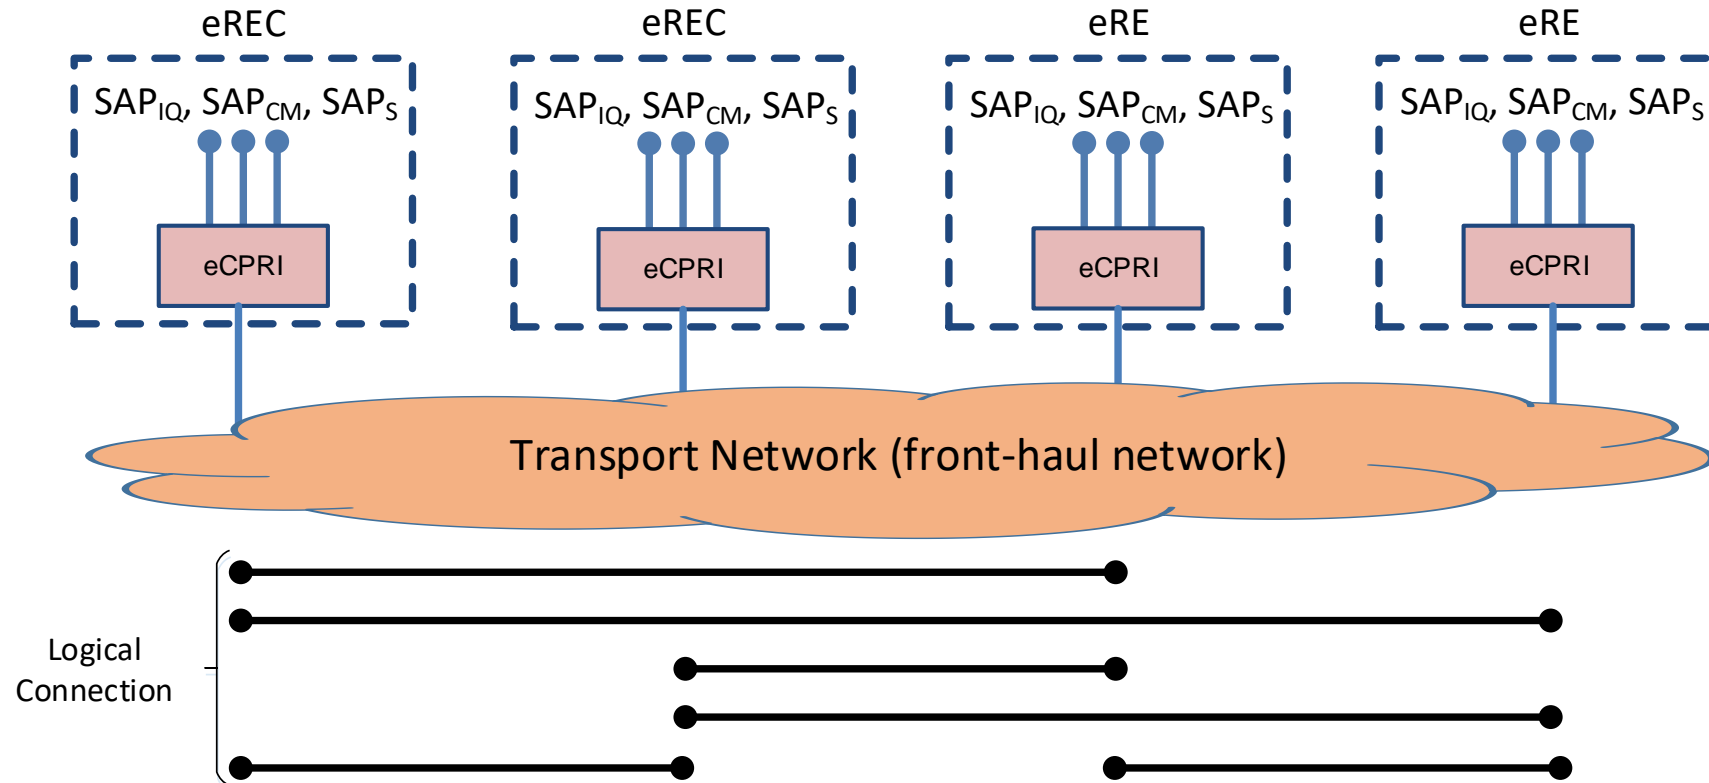 eREC
eREC
eRE
eRE
SAPIQ, SAPCM, SAPS
SAPIQ, SAPCM, SAPS
SAPIQ, SAPCM, SAPS
SAPIQ, SAPCM, SAPS
eCPRI
eCPRI
eCPRI
eCPRI
Transport Network (front-haul network)
Logical
Connection